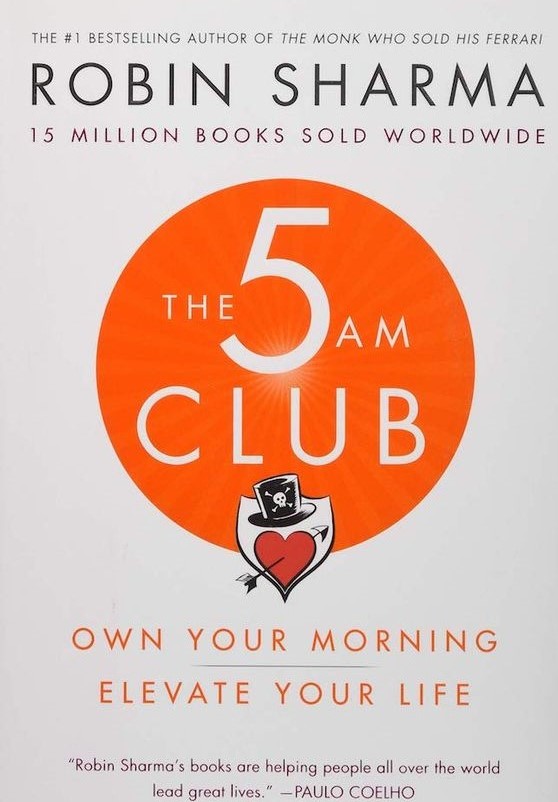 THE #1 BESTSELLING AUTHOR OF THE MONK WHO SOLD HIS FERRARI
ROBIN SHARMA
15 MILLION BOOKS SOLD WORLDWIDE
THE 5 AM
CLUB
OWN YOUR MORNING
ELEVATE YOUR LIFE
“Robin Sharma’s books are helping people all over the world
lead great lives.” —PAULO COELHO